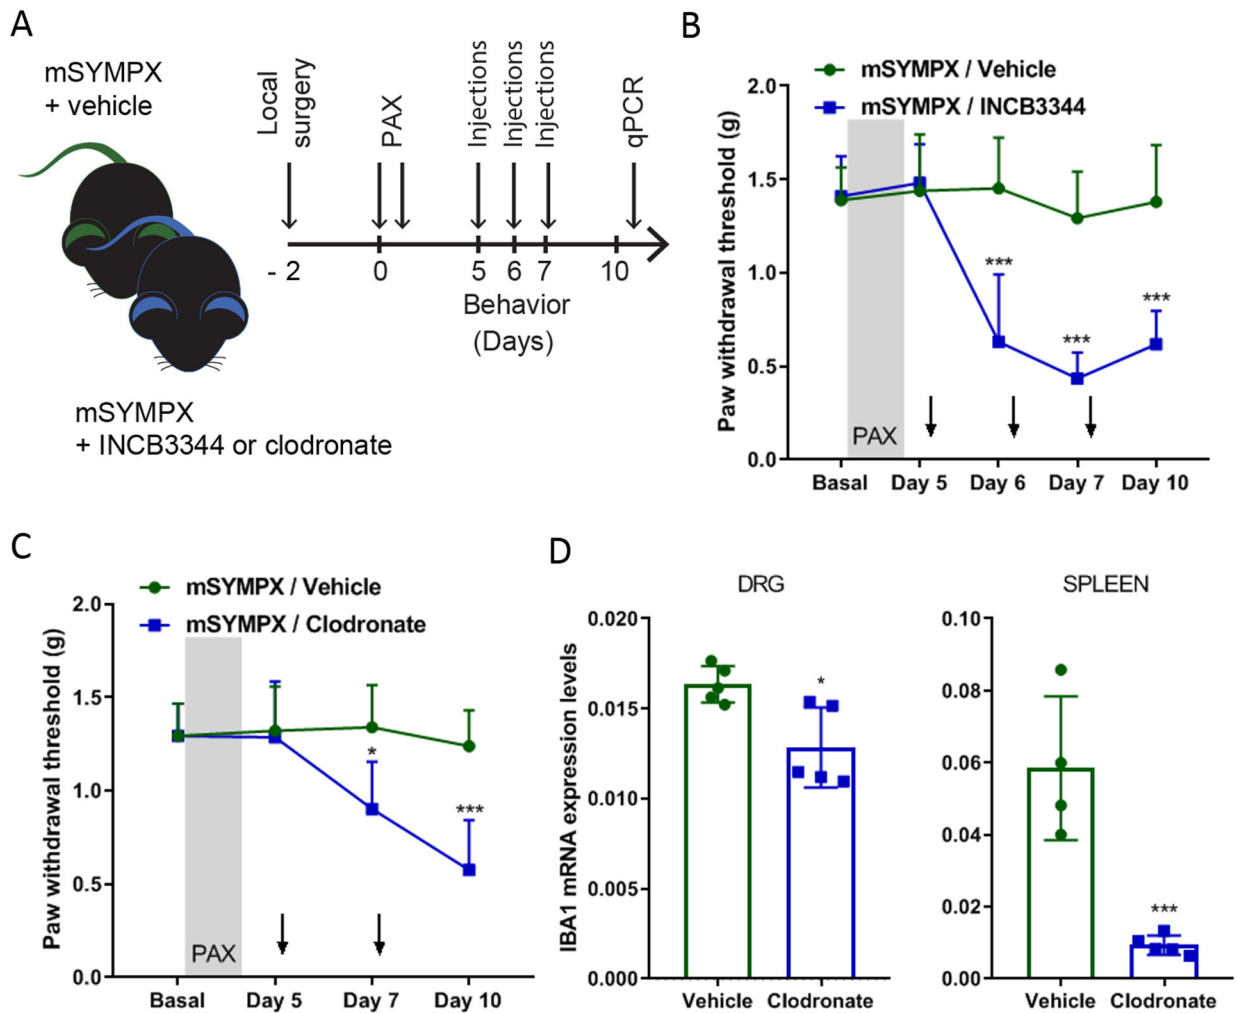 A
mSYMPX
+ vehicle
Local
surgery
PAX
Injections
Injections
Injections
qPCR
- 2
0
5
6
7
10
Behavior
(Days)
mSYMPX
+ INCB3344 or clodronate
B
mSYMPX / Vehicle
mSYMPX / INCB3344
Paw withdrawal threshold (g)
2.0
1.5
1.0
0.5
0.0
***
***
***
PAX
Basal Day 5 Day 6 Day 7 Day 10
C
mSYMPX / Vehicle
mSYMPX / Clodronate
Paw withdrawal threshold (g)
2.0
1.5
1.0
0.5
0.0
*
***
PAX
Basal Day 5 Day 7 Day 10
D
DRG
IBA1 mRNA expression levels
0.020
0.015
0.010
0.005
0.000
*
Vehicle Clodronate
SPLEEN
0.10
0.08
0.06
0.04
0.02
0.00
***
Vehicle Clodronate